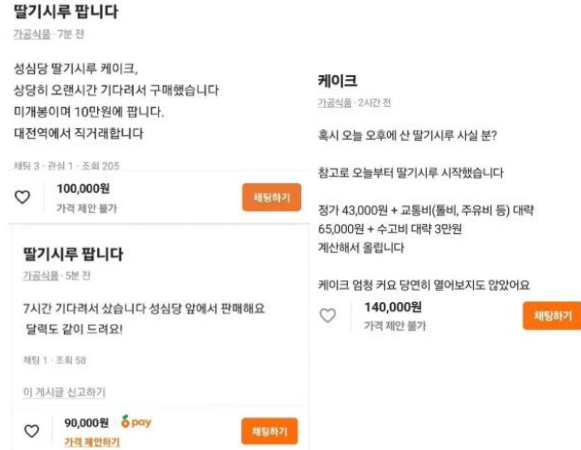 딸기시루 팝니다
가공식품 · 7분 전
성심당 딸기시루 케이크,
상당히 오랜시간 기다려서 구매했습니다
미개봉이며 10만원에 팝니다.
대전역에서 직거래합니다
채팅 3 · 관심 1 · 조회 205
100,000원
가격 제안 불가
채팅하기
딸기시루 팝니다
가공식품 · 5분 전
7시간 기다려서 샀습니다 성심당 앞에서 판매해요
달력도 같이 드려요!
채팅 1 · 조회 58
이 게시글 신고하기
90,000원 pay
가격 제안하기
채팅하기
케이크
가공식품 · 2시간 전
혹시 오늘 오후에 산 딸기시루 사실 분?
참고로 오늘부터 딸기시루 시작했습니다
정가 43,000원 + 교통비(톨비, 주유비 등) 대략
65,000원 + 수고비 대략 3만원
계산해서 올립니다
케이크 엄청 커요 당연히 열어보지도 않았어요
140,000원
가격 제안 불가
채팅하기